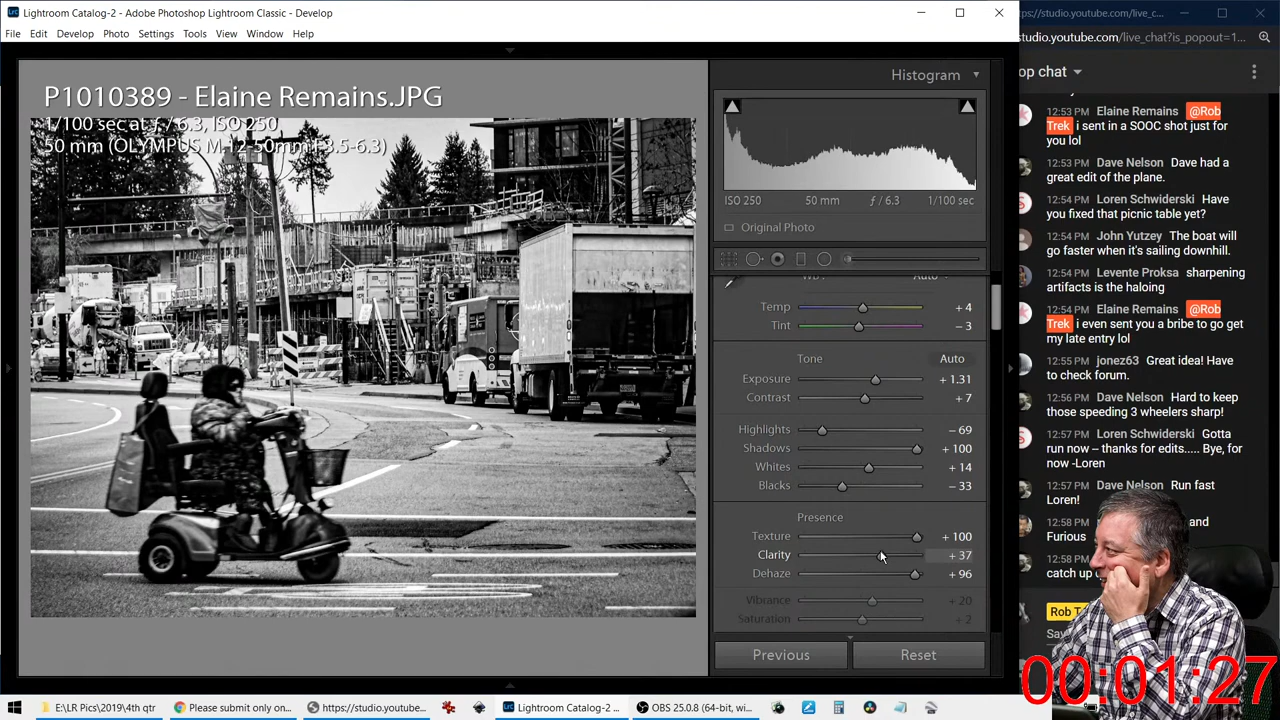 Lightroom Catalog-2 - Adobe Photoshop Lightroom Classic - Develop
File Edit Develop Photo Settings Tools View Window Help
P1010389 - Elaine Remains.JPG
1/100 sec at ƒ / 6.3, ISO 250
50 mm (OLYMPUS M.12-50mm F3.5-6.3)
Histogram
ISO 250 50 mm ƒ / 6.3 1/100 sec
Original Photo
WB: Auto
Temp + 4
Tint − 3
Tone Auto
Exposure + 1.31
Contrast + 7
Highlights − 69
Shadows + 100
Whites + 14
Blacks − 33
Presence
Texture + 100
Clarity + 37
Dehaze + 96
Vibrance + 20
Saturation + 2
Previous Reset
ttps://studio.youtube.com/live_c...
studio.youtube.com/live_chat?is_popout=1...
op chat
12:53 PM Elaine Remains @Rob
Trek i sent in a SOOC shot just for
you lol
12:53 PM Dave Nelson Dave had a
great edit of the plane.
12:53 PM Loren Schwiderski Have
you fixed that picnic table yet?
12:54 PM John Yutzey The boat will
go faster when it's sailing downhill.
12:54 PM Levente Proksa sharpening
artifacts is the haloing
12:54 PM Elaine Remains @Rob
Trek i even sent you a bribe to go get
my late entry lol
12:55 PM jonez63 Great idea! Have
to check forum.
12:56 PM Dave Nelson Hard to keep
those speeding 3 wheelers sharp!
12:57 PM Loren Schwiderski Gotta
run now – thanks for edits..... Bye, for
now -Loren
12:57 PM Dave Nelson Run fast
Loren!
12:58 PM and
Furious
12:58 PM
catch up
Rob T
Say
00:01:27
E:\LR Pics\2019\4th qtr
Please submit only on...
https://studio.youtube...
Lightroom Catalog-2 ...
OBS 25.0.8 (64-bit, wi...